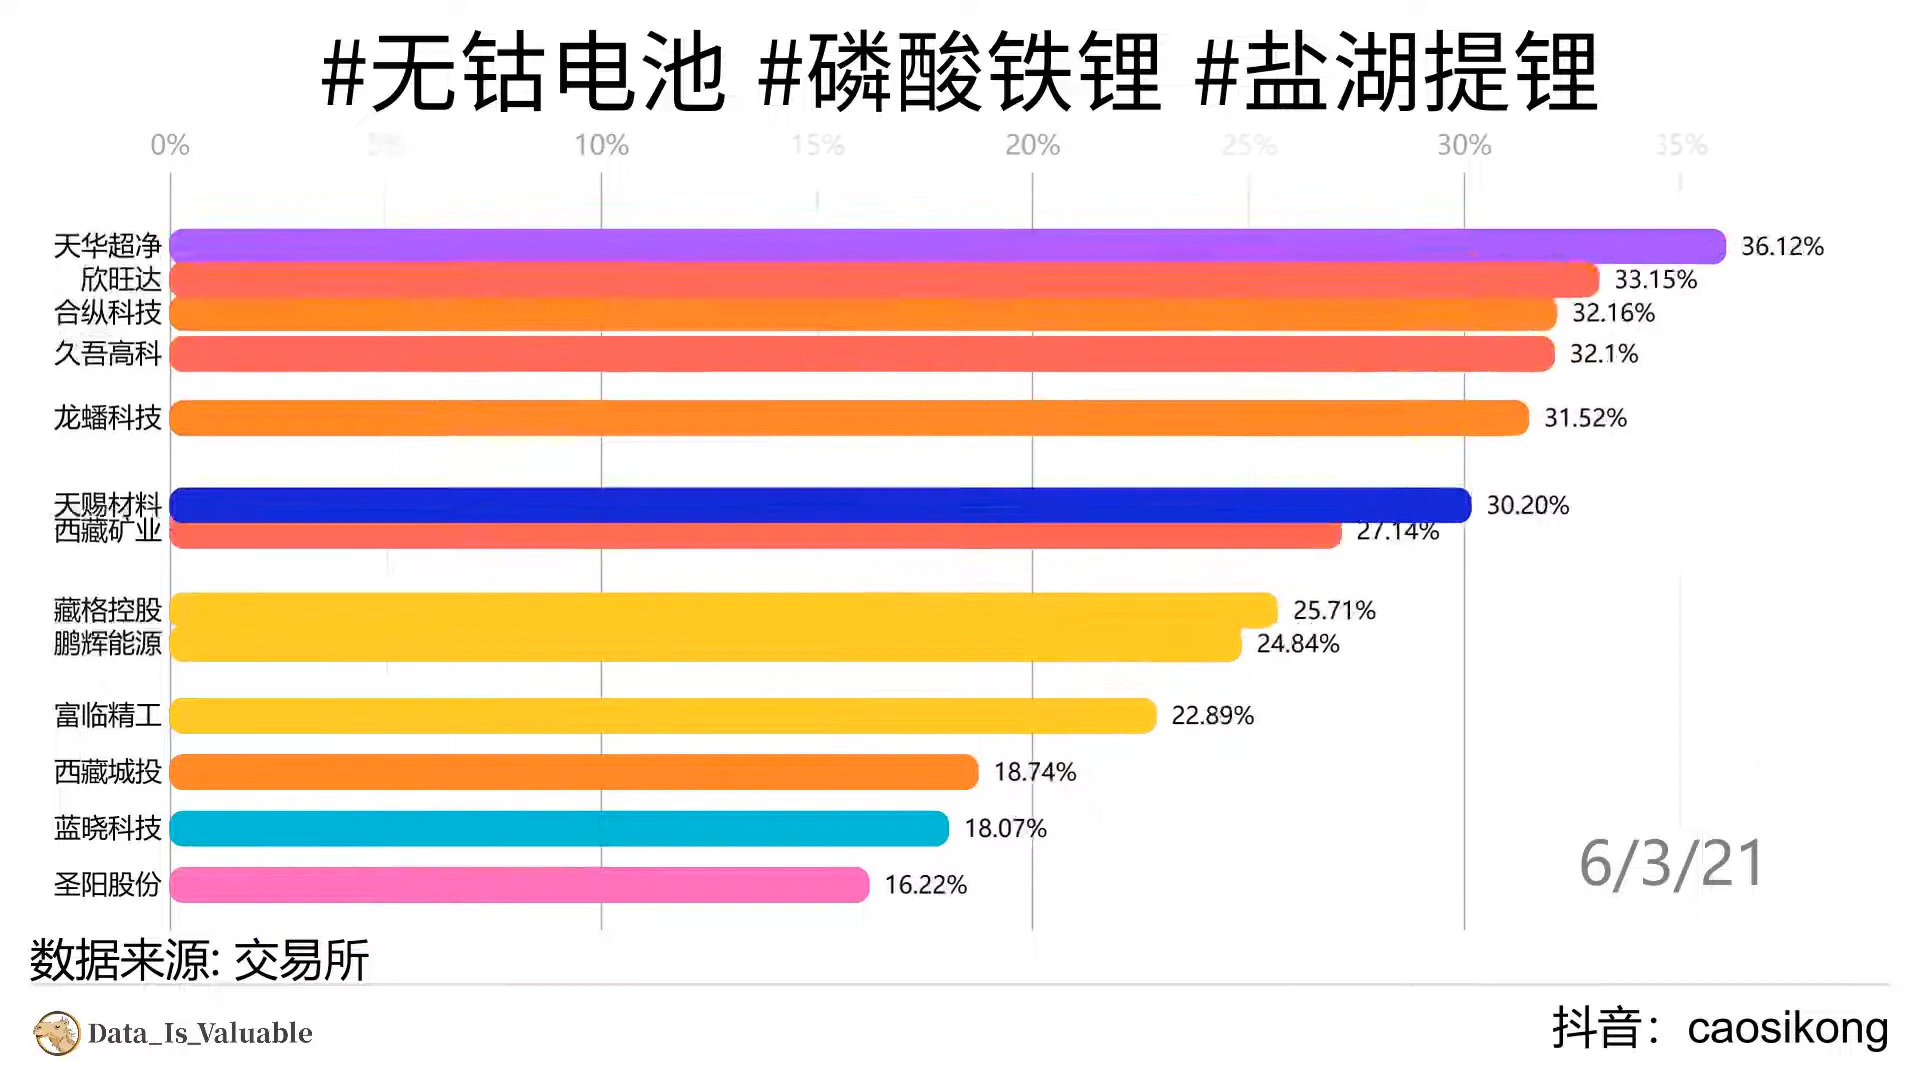 #无钴电池 #磷酸铁锂 #盐湖提锂
0% 5% 10% 15% 20% 25% 30% 35%
天华超净 36.12%
欣旺达 33.15%
合纵科技 32.16%
久吾高科 32.1%
龙蟠科技 31.52%
天赐材料 30.20%
西藏矿业 27.14%
藏格控股 25.71%
鹏辉能源 24.84%
富临精工 22.89%
西藏城投 18.74%
蓝晓科技 18.07%
圣阳股份 16.22%
6/3/21
数据来源: 交易所
Data_Is_Valuable
抖音：caosikong